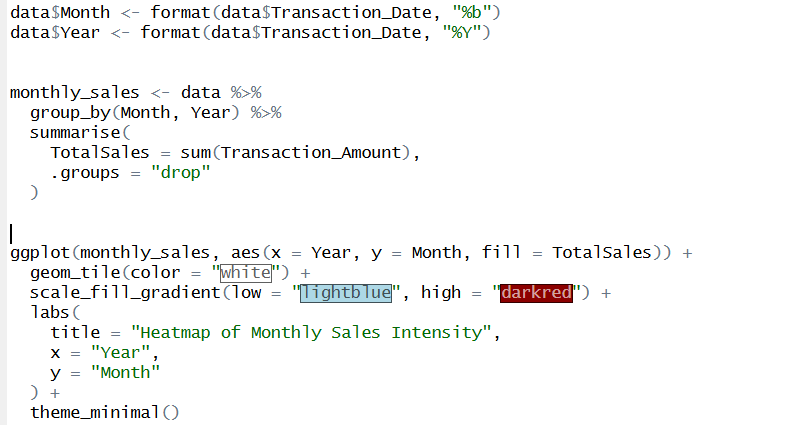 data$Month <- format(data$Transaction_Date, "%b")
data$Year <- format(data$Transaction_Date, "%Y")
monthly_sales <- data %>%
  group_by(Month, Year) %>%
  summarise(
    TotalSales = sum(Transaction_Amount),
    .groups = "drop"
  )
ggplot(monthly_sales, aes(x = Year, y = Month, fill = TotalSales)) +
  geom_tile(color = "white") +
  scale_fill_gradient(low = "lightblue", high = "darkred") +
  labs(
    title = "Heatmap of Monthly Sales Intensity",
    x = "Year",
    y = "Month"
  ) +
  theme_minimal()